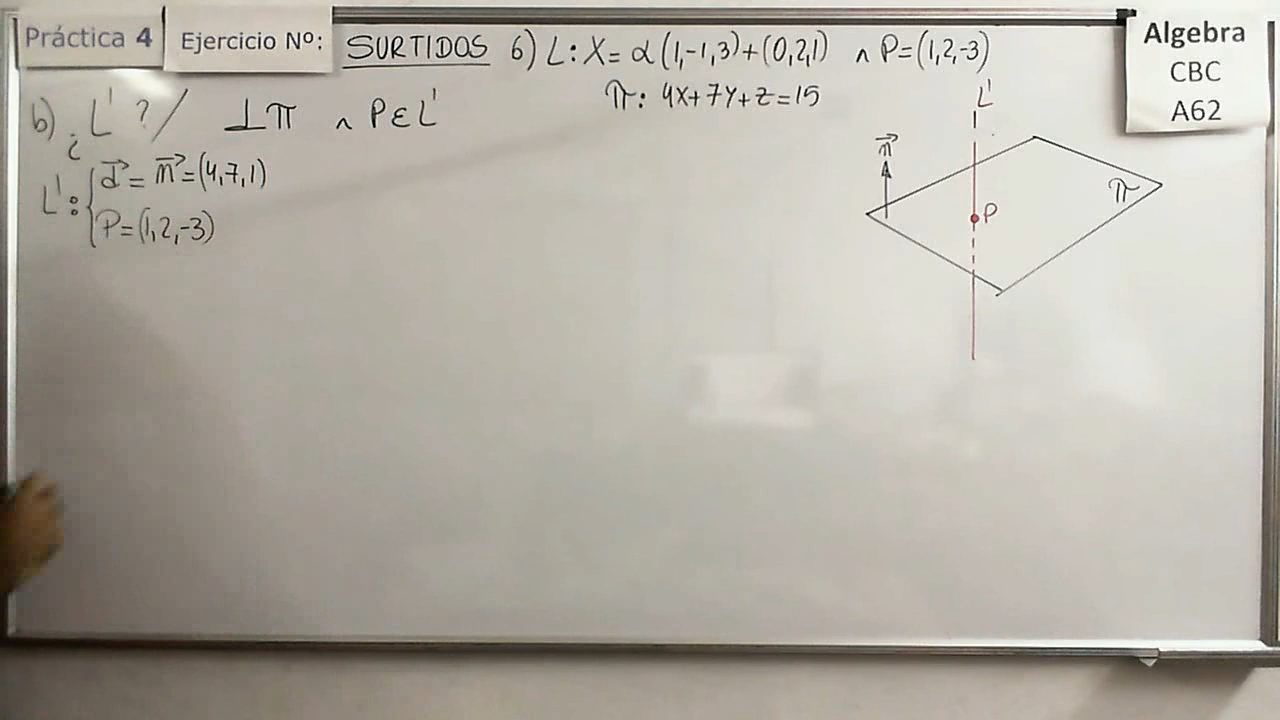 Práctica 4 Ejercicio Nº: SURTIDOS 6) L: X= α(1,-1,3)+(0,2,1) ∧ P=(1,2,-3)
π: 4X+7Y+Z=15
Algebra
CBC
A62
b) ¿L' ?/ ⊥π ∧ P∈L'
L': { d⃗ = n⃗=(4,7,1)
P=(1,2,-3)
L'
n⃗
π
P